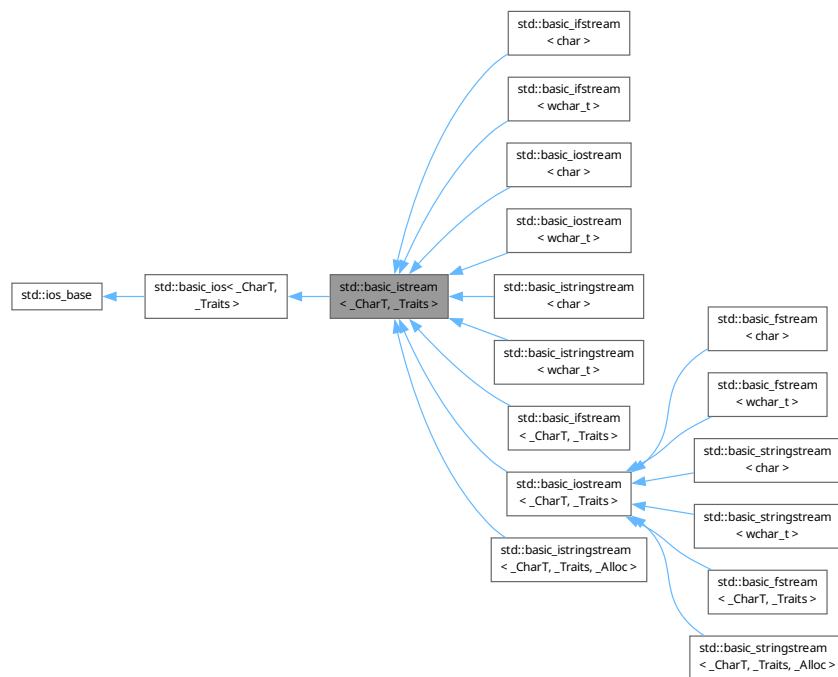 std::basic_ifstream
< char >
std::basic_ifstream
< wchar_t >
std::basic_iostream
< char >
std::basic_iostream
< wchar_t >
std::ios_base
std::basic_ios< _CharT,
_Traits >
std::basic_istream
< _CharT, _Traits >
std::basic_istringstream
< char >
std::basic_istringstream
< wchar_t >
std::basic_ifstream
< _CharT, _Traits >
std::basic_iostream
< _CharT, _Traits >
std::basic_istringstream
< _CharT, _Traits, _Alloc >
std::basic_fstream
< char >
std::basic_fstream
< wchar_t >
std::basic_stringstream
< char >
std::basic_stringstream
< wchar_t >
std::basic_fstream
< _CharT, _Traits >
std::basic_stringstream
< _CharT, _Traits, _Alloc >